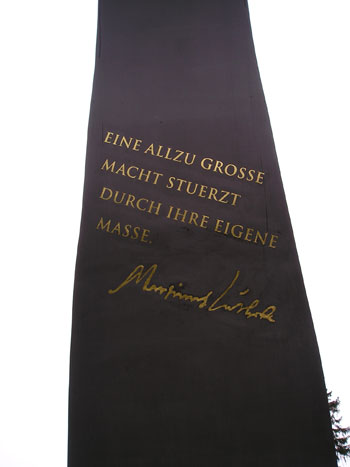 EINE ALLZU GROSSE
MACHT STUERZT
DURCH IHRE EIGENE
MASSE.